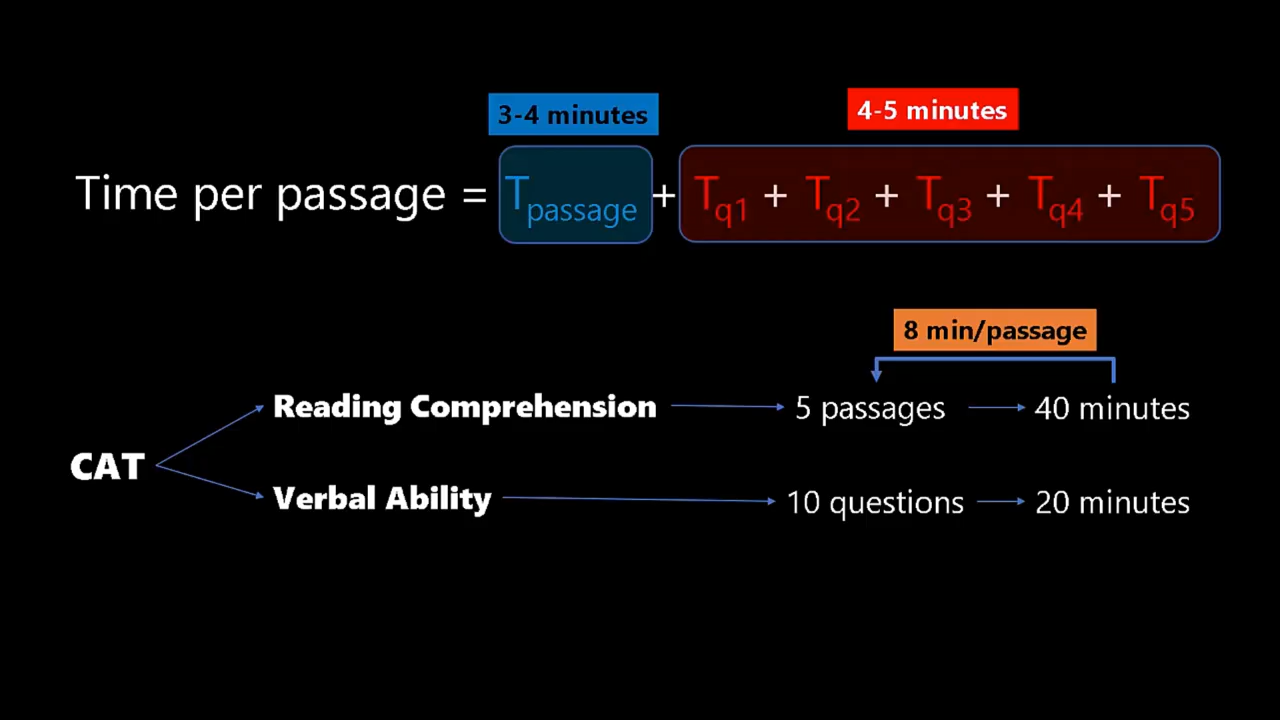 3-4 minutes
4-5 minutes
Time per passage = Tpassage + Tq1 + Tq2 + Tq3 + Tq4 + Tq5
8 min/passage
Reading Comprehension
5 passages
40 minutes
CAT
Verbal Ability
10 questions
20 minutes